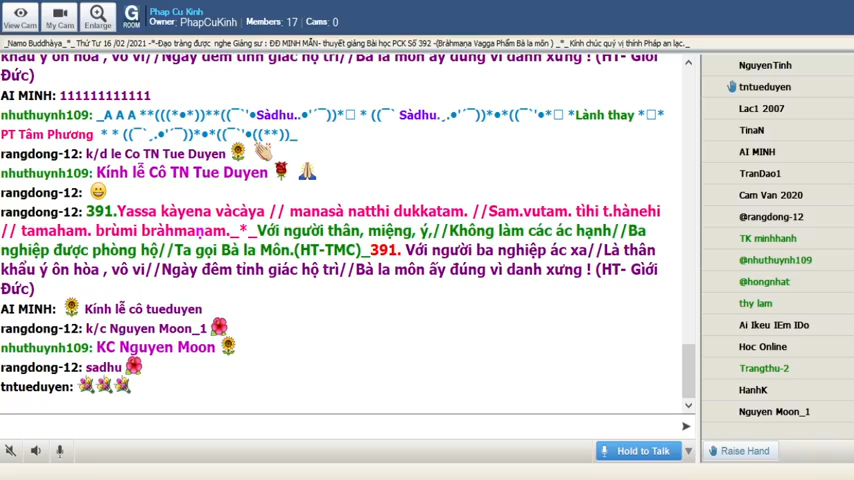 View Cam
My Cam
Enlarge
G
ROOM
Phap Cu Kinh
Owner: PhapCuKinh , Members: 17 / Cams: 0
_Namo Buddhàya_*_ Thứ Tư 16 /02 /2021 -*-Đạo tràng được nghe Giảng sư : ĐĐ MINH MẪN- thuyết giảng Bài học PCK Số 392 -(Bràhmana Vagga Phẩm Bà la môn ) _*_ Kính chúc quý vị thính Pháp an lạc._
khẩu ý ôn hòa , vô vi//Ngày đêm tỉnh giác hộ trì//Bà la môn ấy đúng vì danh xưng ! (HT- Giới
Đức)
AI MINH: 111111111111
nhuthuynh109: _A A A **(((*●*))**((¯`'•Sàdhu..•'´¯))*□ * ((¯` Sàdhu.¸.●'´¯))*●*((¯`'●*□ *Lành thay *□*
PT Tâm Phương * * ((¯`¸.●'´¯))*●*((¯`'●((**))_
rangdong-12: k/d le Co TN Tue Duyen
nhuthuynh109: Kính lễ Cô TN Tue Duyen
rangdong-12:
rangdong-12: 391.Yassa kàyena vàcàya // manasà natthi dukkatam. //Sam.vutam. tìhi t.hànehi
// tamaham. brùmi bràhmaṇam._*_Với người thân, miệng, ý,//Không làm các ác hạnh//Ba
nghiệp được phòng hộ//Ta gọi Bà la Môn.(HT-TMC)_391. Với người ba nghiệp ác xa//Là thân
khẩu ý ôn hòa , vô vi//Ngày đêm tỉnh giác hộ trì//Bà la môn ấy đúng vì danh xưng ! (HT- Giới
Đức)
AI MINH: Kính lễ cô tueduyen
rangdong-12: k/c Nguyen Moon_1
nhuthuynh109: KC Nguyen Moon
rangdong-12: sadhu
tntueduyen:
NguyenTinh
tntueduyen
Lac1 2007
TinaN
AI MINH
TranDao1
Cam Van 2020
@rangdong-12
TK minhhanh
@nhuthuynh109
@hongnhat
thy lam
Ai Ikeu IEm IDo
Hoc Online
Trangthu-2
HanhK
Nguyen Moon_1
Hold to Talk
Raise Hand